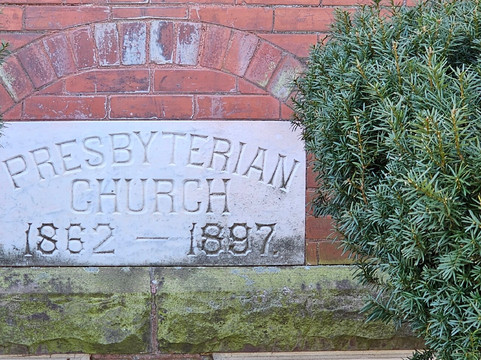 PRESBYTERIAN
CHURCH
1862 — 1897.